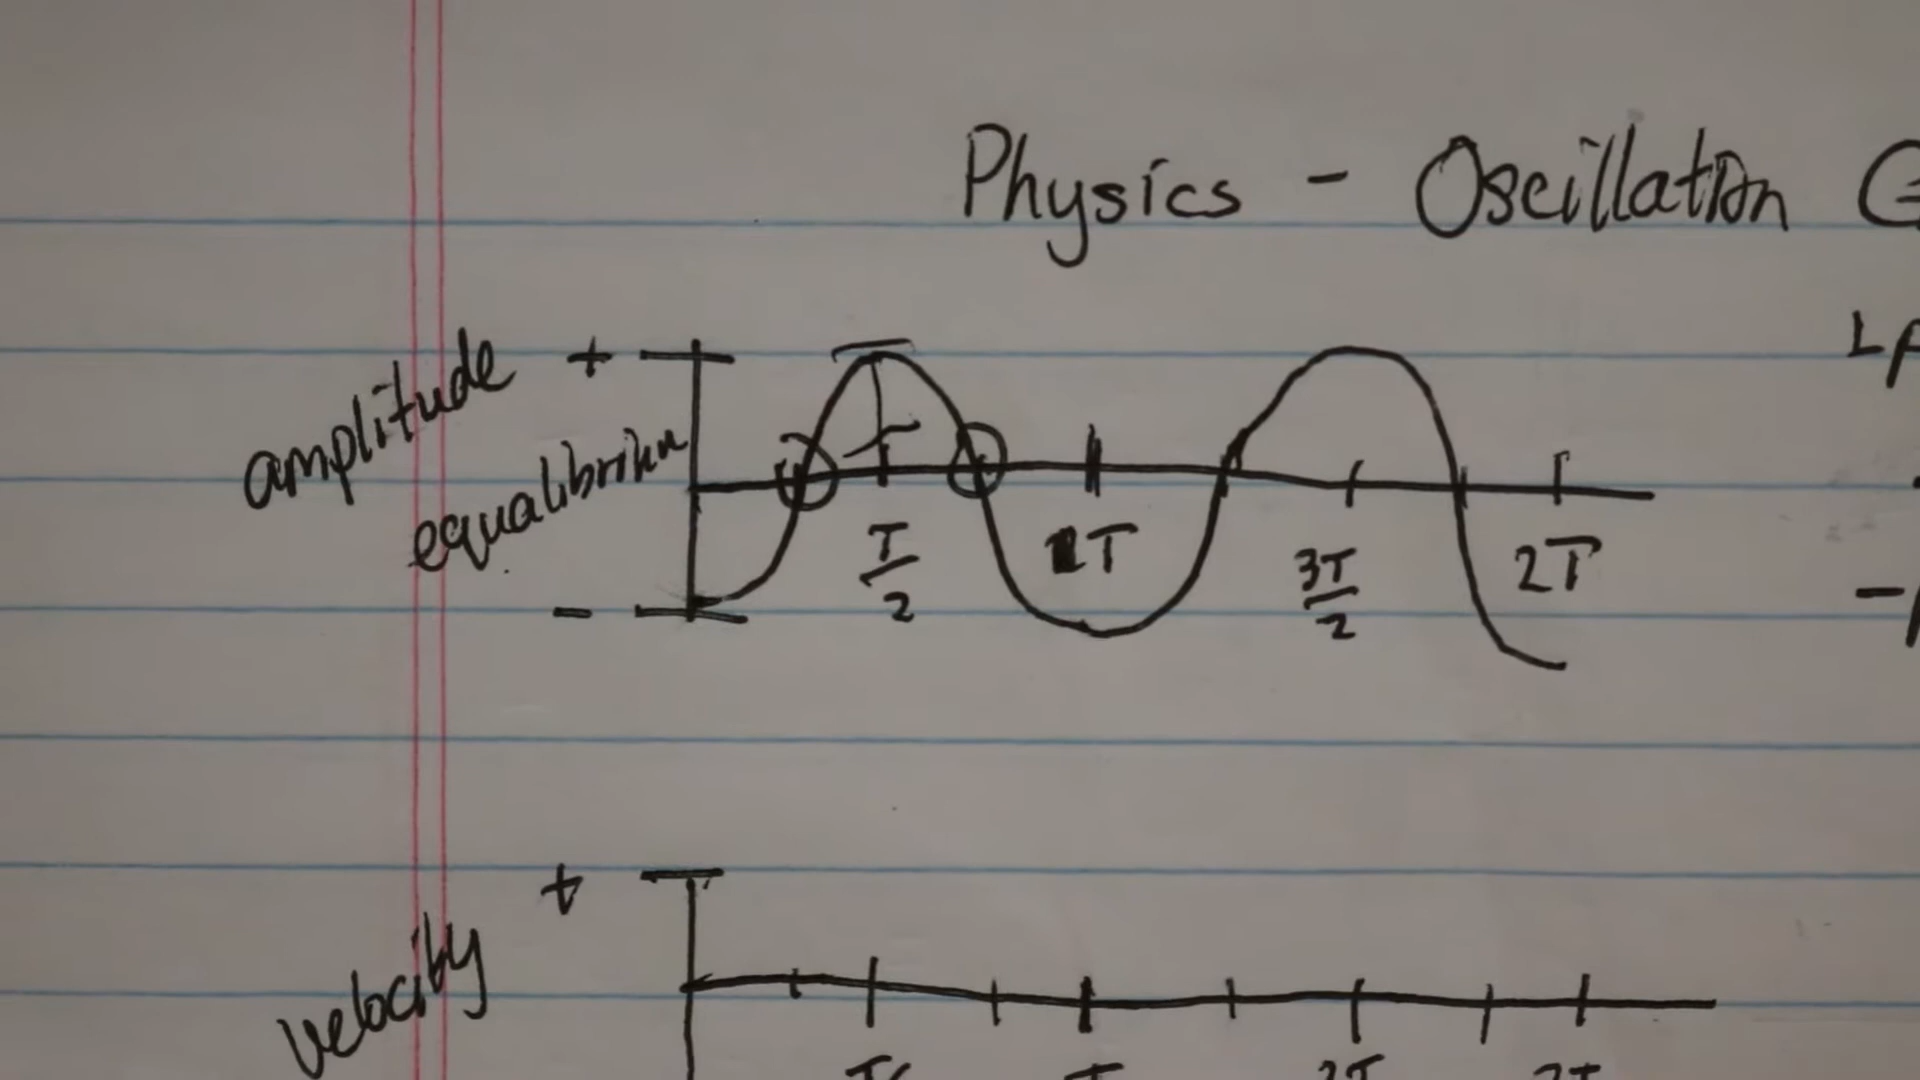 Physics - Oscillation
amplitude +
equalibrium
-
T/2 1T 3T/2 2T
+
velocity